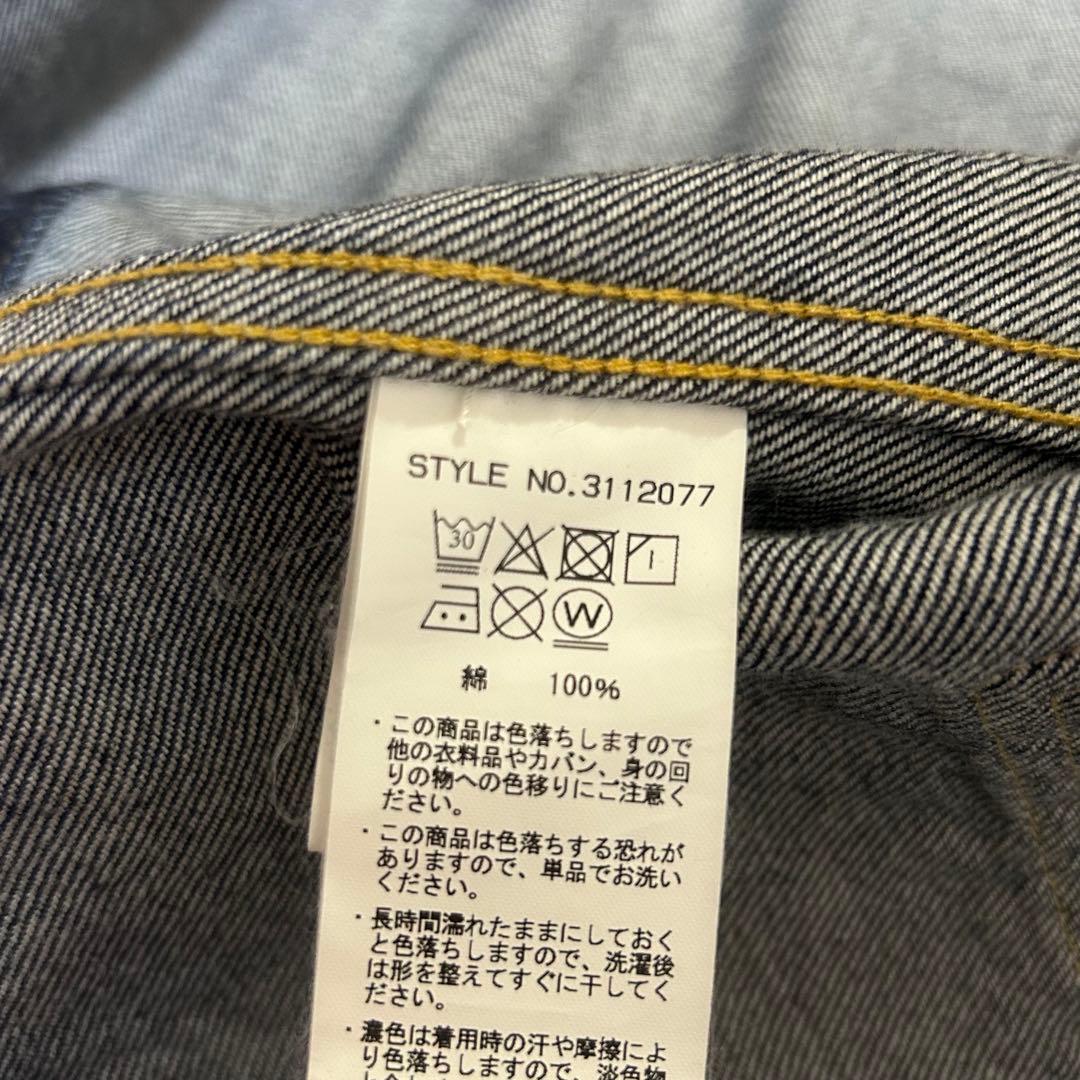 STYLE NO.3112077
30
W
綿 100%
・この商品は色落ちしますので
他の衣料品やカバン、身の回
りの物への色移りにご注意く
ださい。
・この商品は色落ちする恐れが
ありますので、単品でお洗い
ください。
・長時間濡れたままにしておく
と色落ちしますので、洗濯後
は形を整えてすぐに干してく
ださい。
・濃色は着用時の汗や摩擦によ
り色落ちしますので、淡色物